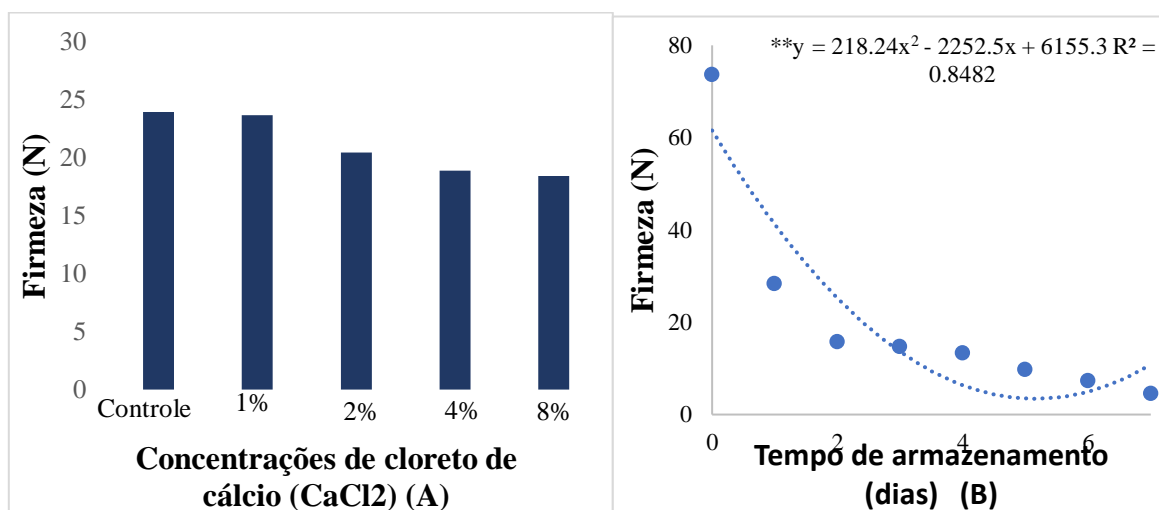 30
25
20
15
10
5
0
Firmeza (N)
Controle 1% 2% 4% 8%
Concentrações de cloreto de
cálcio (CaCl2) (A)
**y = 218.24x² - 2252.5x + 6155.3 R² =
0.8482
80
60
40
20
0
Firmeza (N)
0 2 4 6
Tempo de armazenamento
(dias) (B)